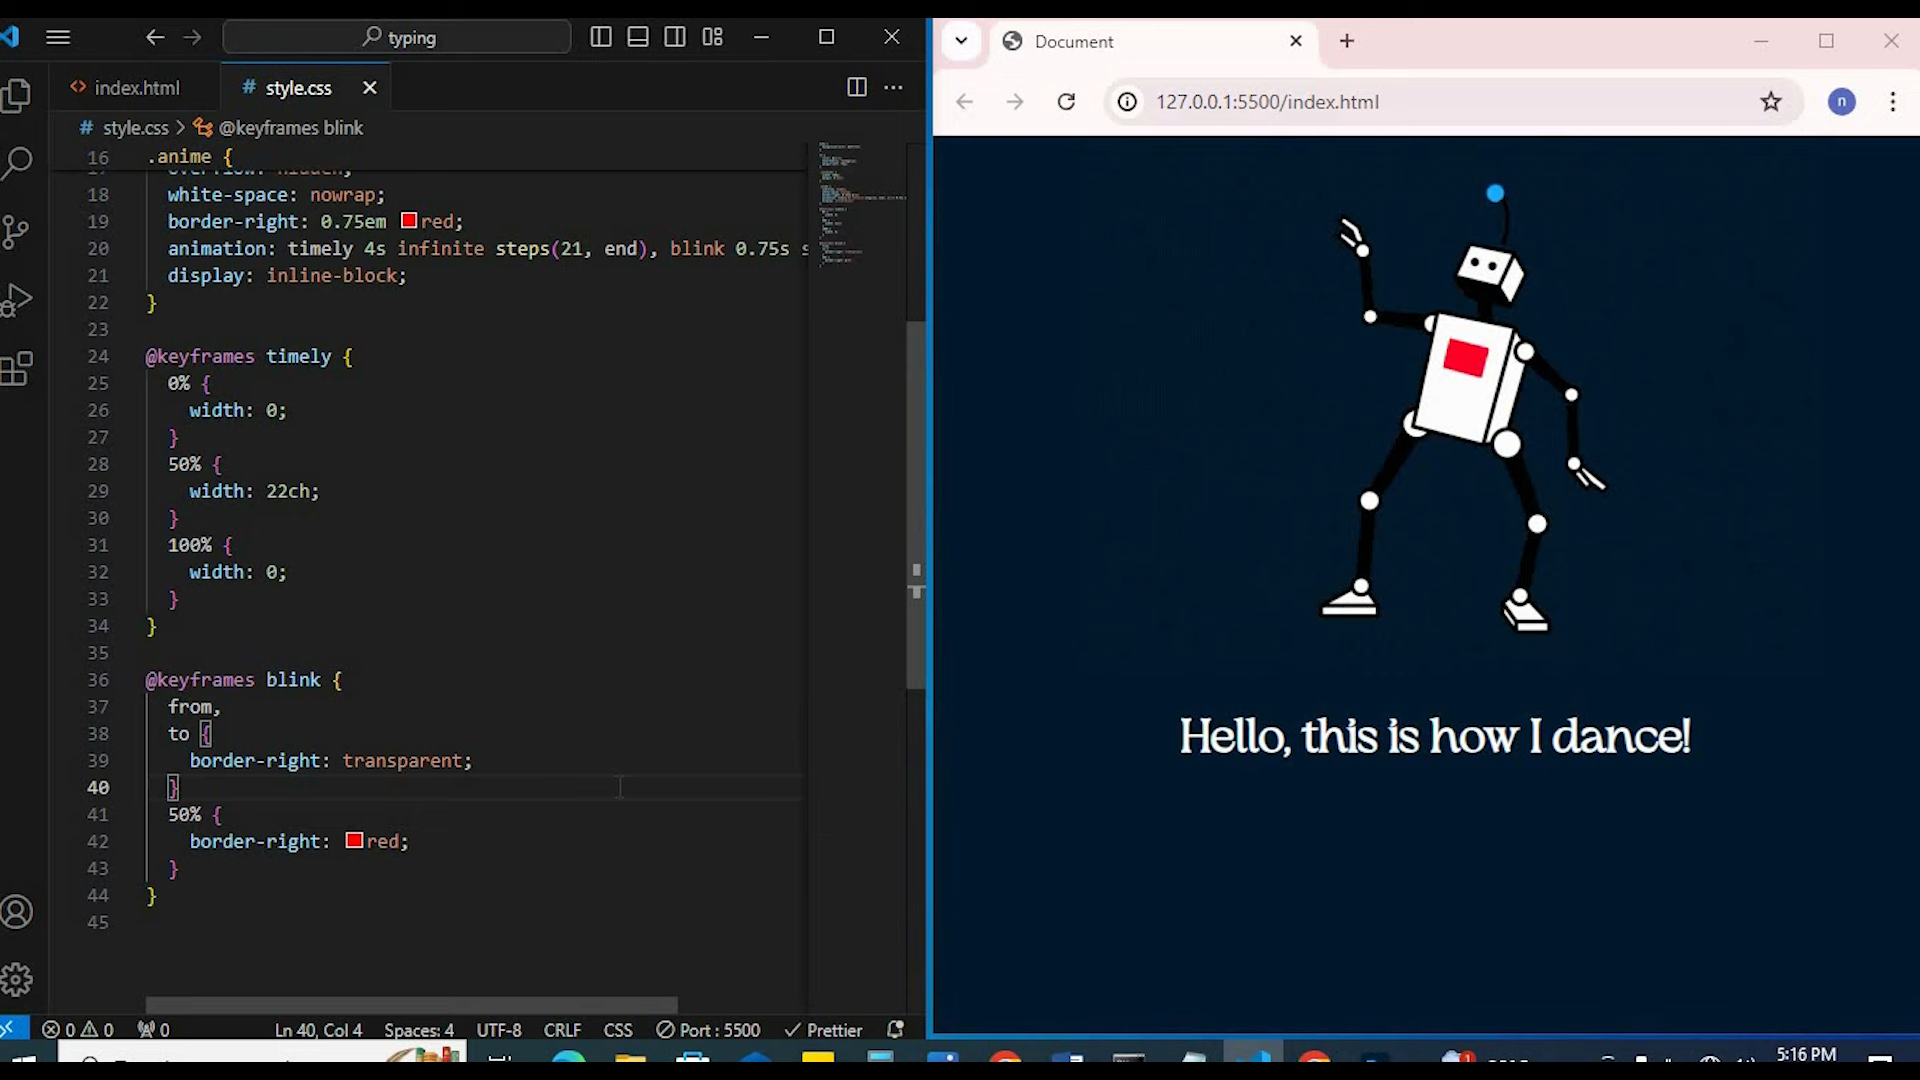 typing
index.html
# style.css
# style.css > @keyframes blink
16 .anime {
18 white-space: nowrap;
19 border-right: 0.75em red;
20 animation: timely 4s infinite steps(21, end), blink 0.75s s
21 display: inline-block;
22 }
23
24 @keyframes timely {
25 0% {
26 width: 0;
27 }
28 50% {
29 width: 22ch;
30 }
31 100% {
32 width: 0;
33 }
34 }
35
36 @keyframes blink {
37 from,
38 to {
39 border-right: transparent;
40 }
41 50% {
42 border-right: red;
43 }
44 }
45
0 0 0 Ln 40, Col 4 Spaces: 4 UTF-8 CRLF CSS Port : 5500 Prettier
Document
127.0.0.1:5500/index.html
n
Hello, this is how I dance!
1
5:16 PM